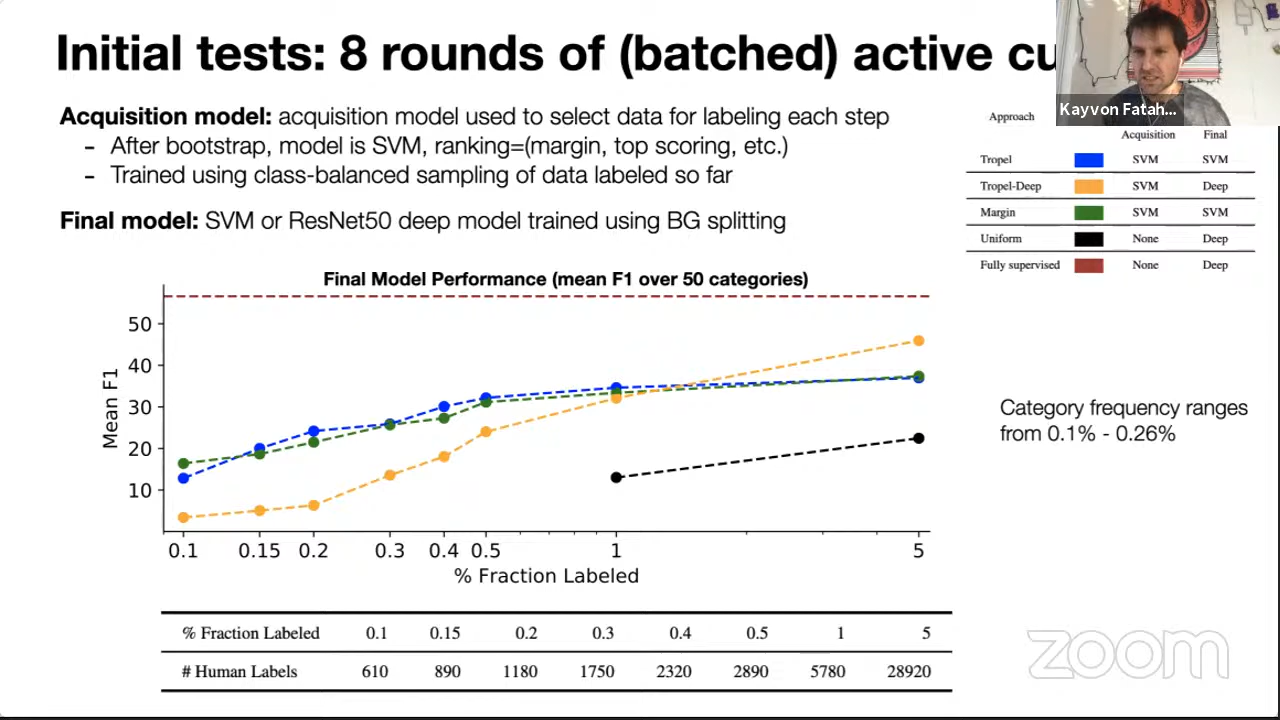 Initial tests: 8 rounds of (batched) active cu
Kayvon Fatah...
Acquisition model: acquisition model used to select data for labeling each step
- After bootstrap, model is SVM, ranking=(margin, top scoring, etc.)
- Trained using class-balanced sampling of data labeled so far
Final model: SVM or ResNet50 deep model trained using BG splitting
Approach
Acquisition Final
Tropel SVM SVM
Tropel-Deep SVM Deep
Margin SVM SVM
Uniform None Deep
Fully supervised None Deep
Final Model Performance (mean F1 over 50 categories)
50
40
30
20
10
Mean F1
0.1 0.15 0.2 0.3 0.4 0.5 1 5
% Fraction Labeled
Category frequency ranges
from 0.1% - 0.26%
% Fraction Labeled 0.1 0.15 0.2 0.3 0.4 0.5 1 5
# Human Labels 610 890 1180 1750 2320 2890 5780 28920
zoom